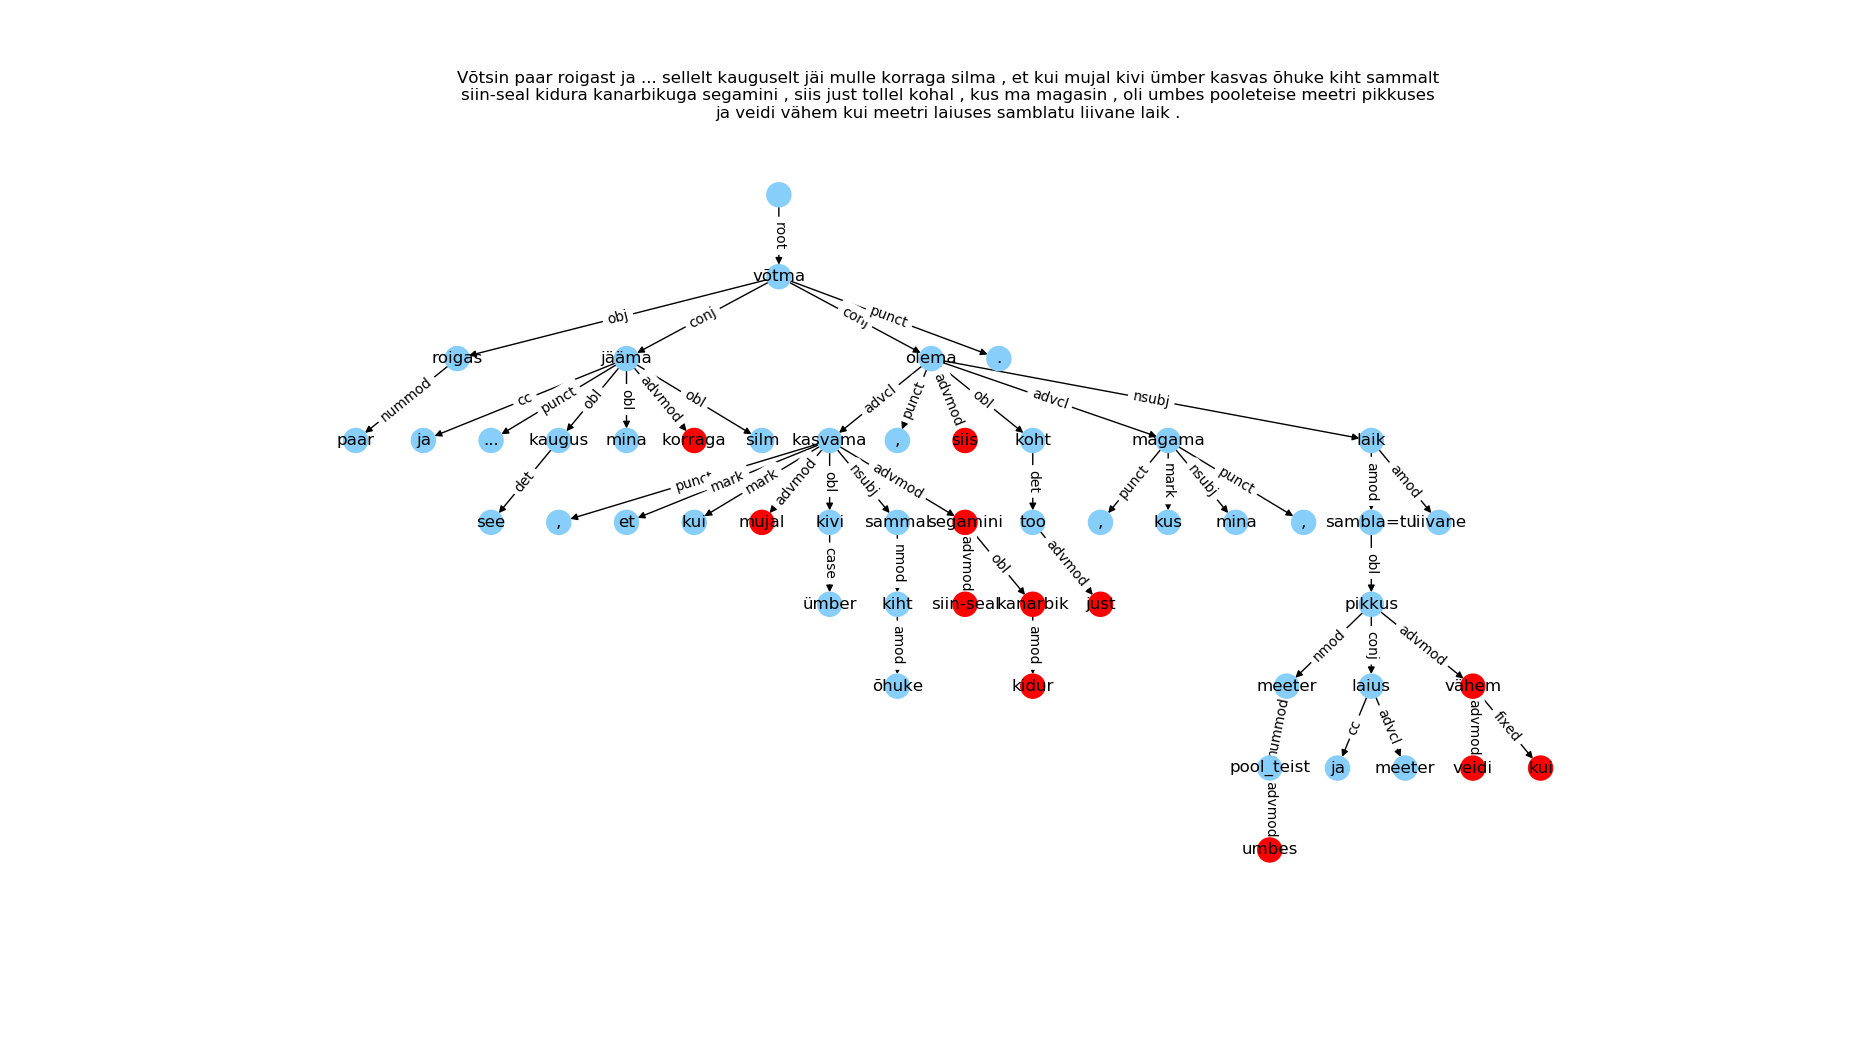 Võtsin paar roigast ja ... sellelt kauguselt jäi mulle korraga silma , et kui mujal kivi ümber kasvas õhuke kiht sammalt
siin-seal kidura kanarbikuga segamini , siis just tollel kohal , kus ma magasin , oli umbes pooleteise meetri pikkuses
ja veidi vähem kui meetri laiuses samblatu liivane laik .
root
võtma
obj conj conj punct
roigas jääma olema .
nummod cc punct obl obl advmod obl advcl punct advmod obl advcl nsubj
paar ja ... kaugus mina korraga silm kasvama , siis koht magama laik
det punct mark mark advmod obl nsubj advmod det punct mark nsubj punct amod amod
see , et kui mujal kivi sammal segamini too , kus mina , sambla=tu liivane
case nmod advmod obl advmod obl
ümber kiht siin-seal kanarbik just pikkus
amod amod nmod conj advmod
õhuke kidur meeter laius vähem
nummod cc advcl advmod fixed
pool_teist ja meeter veidi kui
advmod
umbes